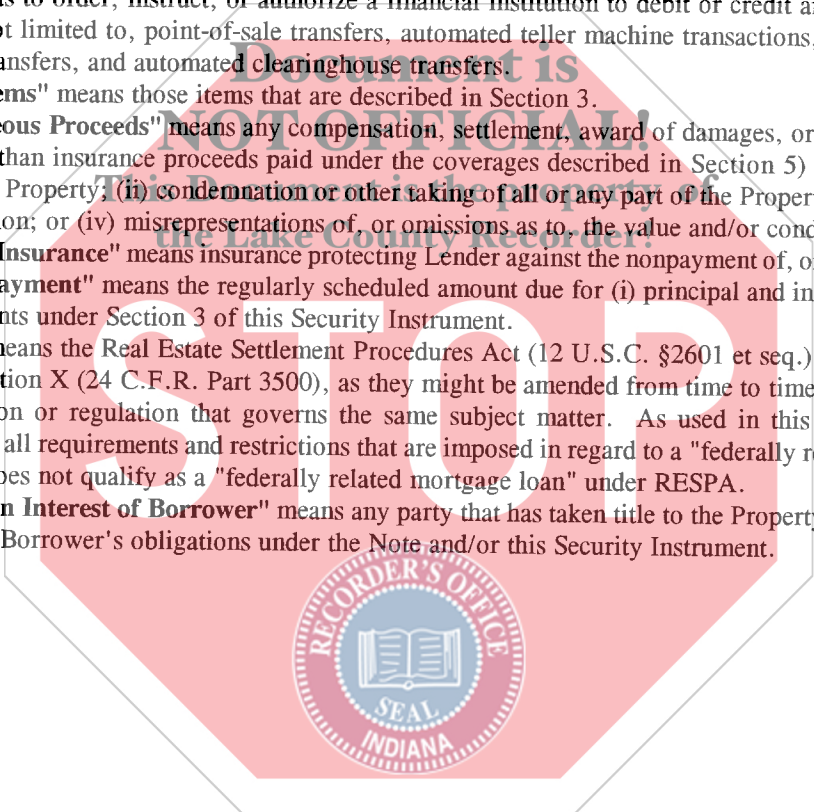 as to order, instruct, or authorize a financial institution to debit or credit a
ot limited to, point-of-sale transfers, automated teller machine transactions,
ansfers, and automated clearinghouse transfers.
Document is
ems" means those items that are described in Section 3.
NOT OFFICIAL!
ous Proceeds" means any compensation, settlement, award of damages, or
than insurance proceeds paid under the coverages described in Section 5)
This Document is the property of
Property; (ii) condemnation or other taking of all or any part of the Proper
ion; or (iv) misrepresentations of, or omissions as to, the value and/or cond
the Lake County Recorder!
Insurance" means insurance protecting Lender against the nonpayment of, o
ayment" means the regularly scheduled amount due for (i) principal and in
nts under Section 3 of this Security Instrument.
STOP
means the Real Estate Settlement Procedures Act (12 U.S.C. §2601 et seq.)
tion X (24 C.F.R. Part 3500), as they might be amended from time to time
on or regulation that governs the same subject matter. As used in this
all requirements and restrictions that are imposed in regard to a "federally r
oes not qualify as a "federally related mortgage loan" under RESPA.
n Interest of Borrower" means any party that has taken title to the Property
Borrower's obligations under the Note and/or this Security Instrument.
RECORDER'S OFFICE
SEAL
INDIANA